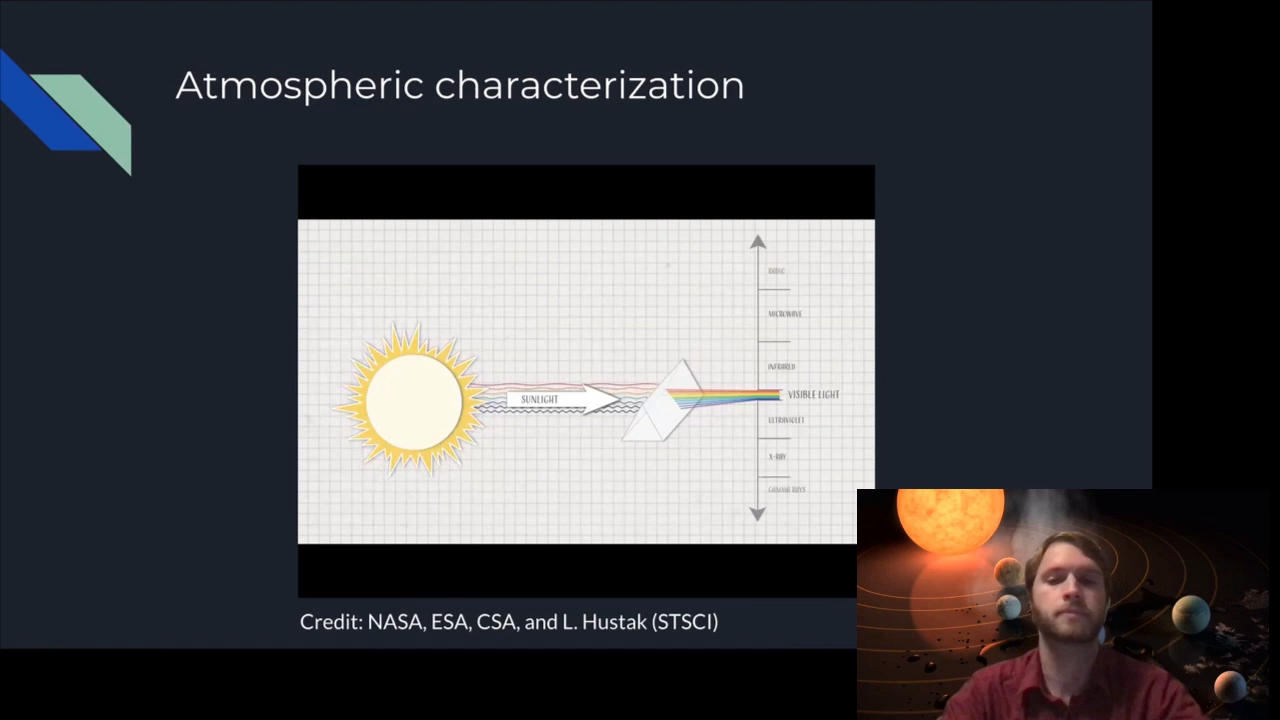 Atmospheric characterization
RADIO
MICROWAVE
INFRARED
SUNLIGHT
VISIBLE LIGHT
ULTRAVIOLET
X-RAY
GAMMA RAYS
Credit: NASA, ESA, CSA, and L. Hustak (STSCI)